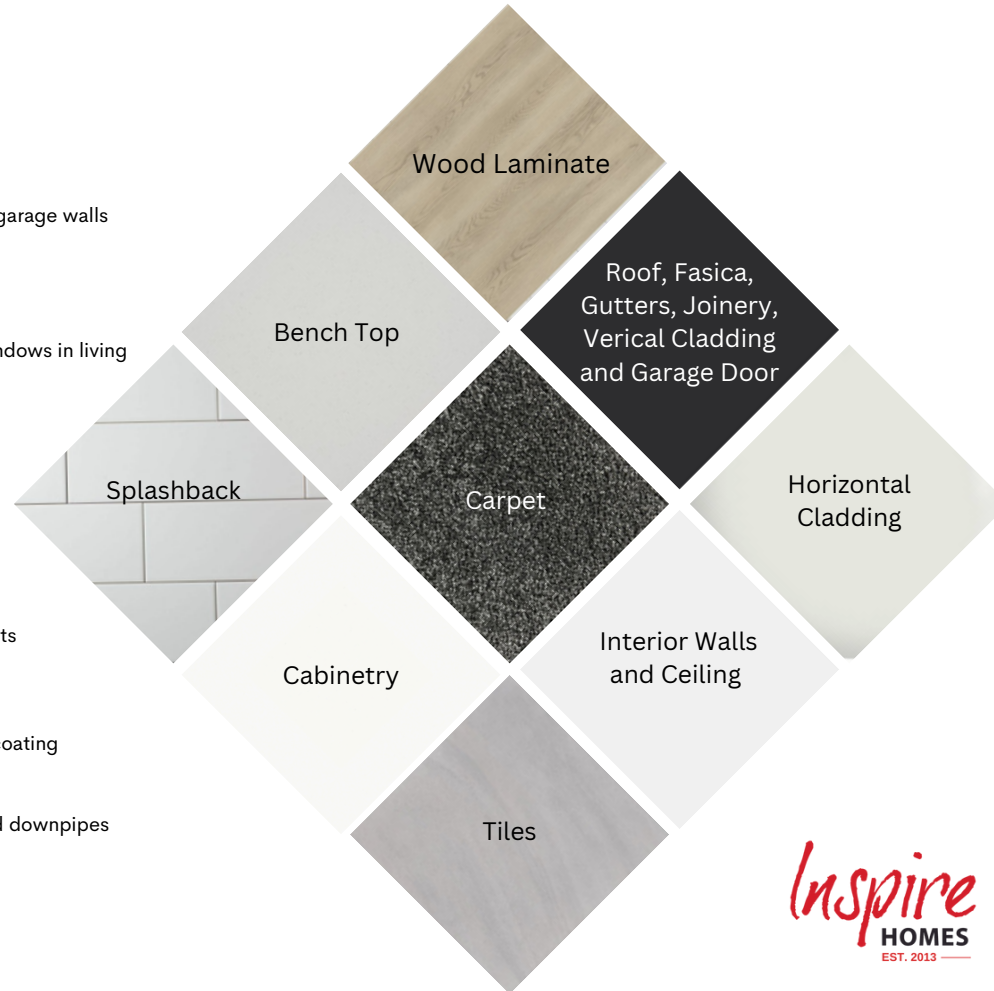 garage walls
ndows in living
ts
oating
downpipes
Wood Laminate
Roof, Fasica,
Gutters, Joinery,
Verical Cladding
and Garage Door
Bench Top
Splashback
Carpet
Horizontal
Cladding
Cabinetry
Interior Walls
and Ceiling
Tiles
Inspire
HOMES
EST. 2013